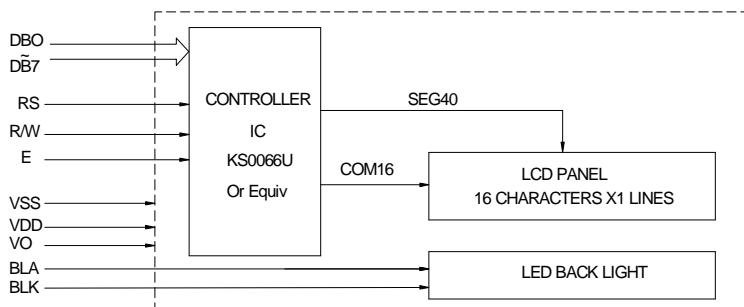 DBO
~
DB7
RS
R/W
E
VSS
VDD
VO
BLA
BLK
CONTROLLER
IC
KS0066U
Or Equiv
SEG40
COM16
LCD PANEL
16 CHARACTERS X1 LINES
LED BACK LIGHT